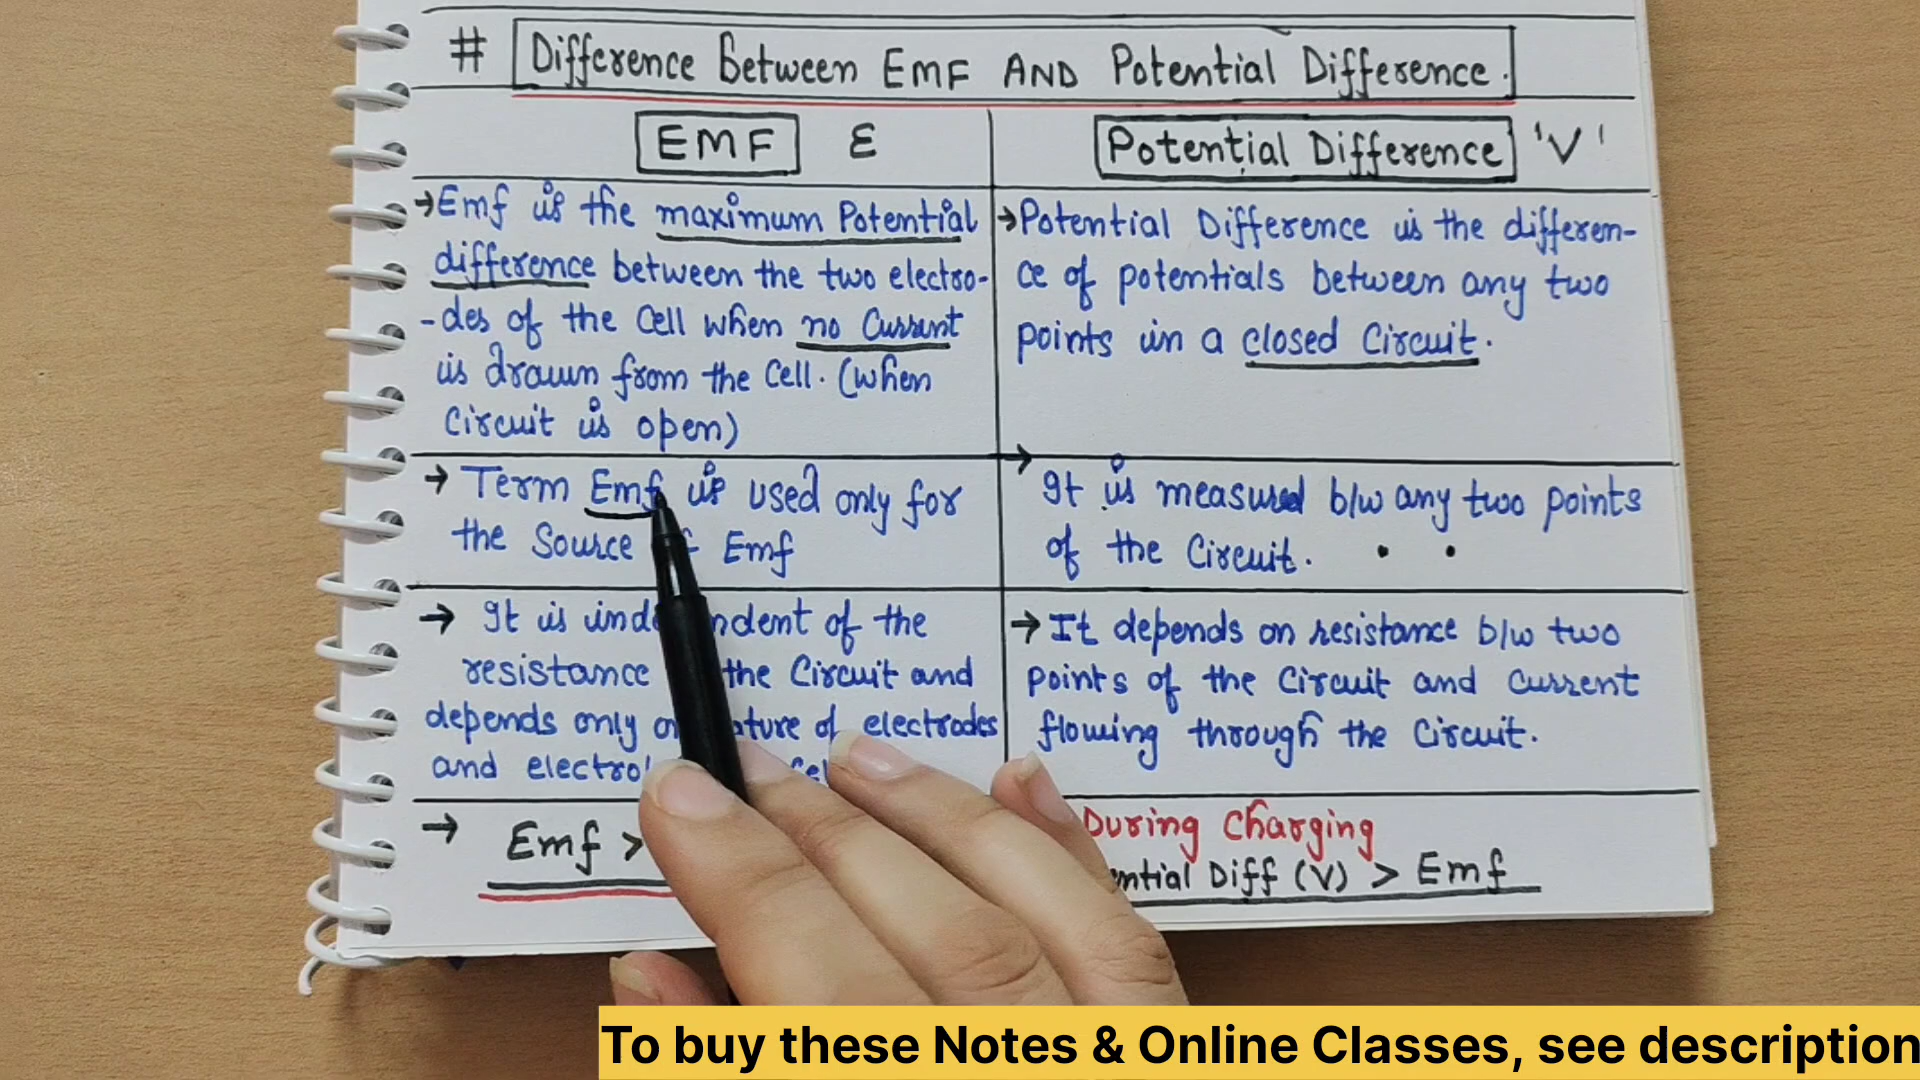 # Difference between EMF AND Potential Difference.
EMF ε
→ Emf is the maximum Potential
difference between the two electro-
-des of the Cell when no Current
is drawn from the Cell. (when
Circuit is open)
→ Term Emf is used only for
the Source Emf
→ It is of the
resistance the Circuit and
depends only of electrodes
and
→ Emf >
Potential Difference 'V'
→ Potential Difference is the differen-
ce of potentials between any two
points in a closed Circuit.
→ It is measured b/w any two points
of the Circuit.
→ It depends on resistance b/w two
points of the Circuit and current
flowing through the Circuit.
During Charging
Diff (V) > Emf
To buy these Notes & Online Classes, see description